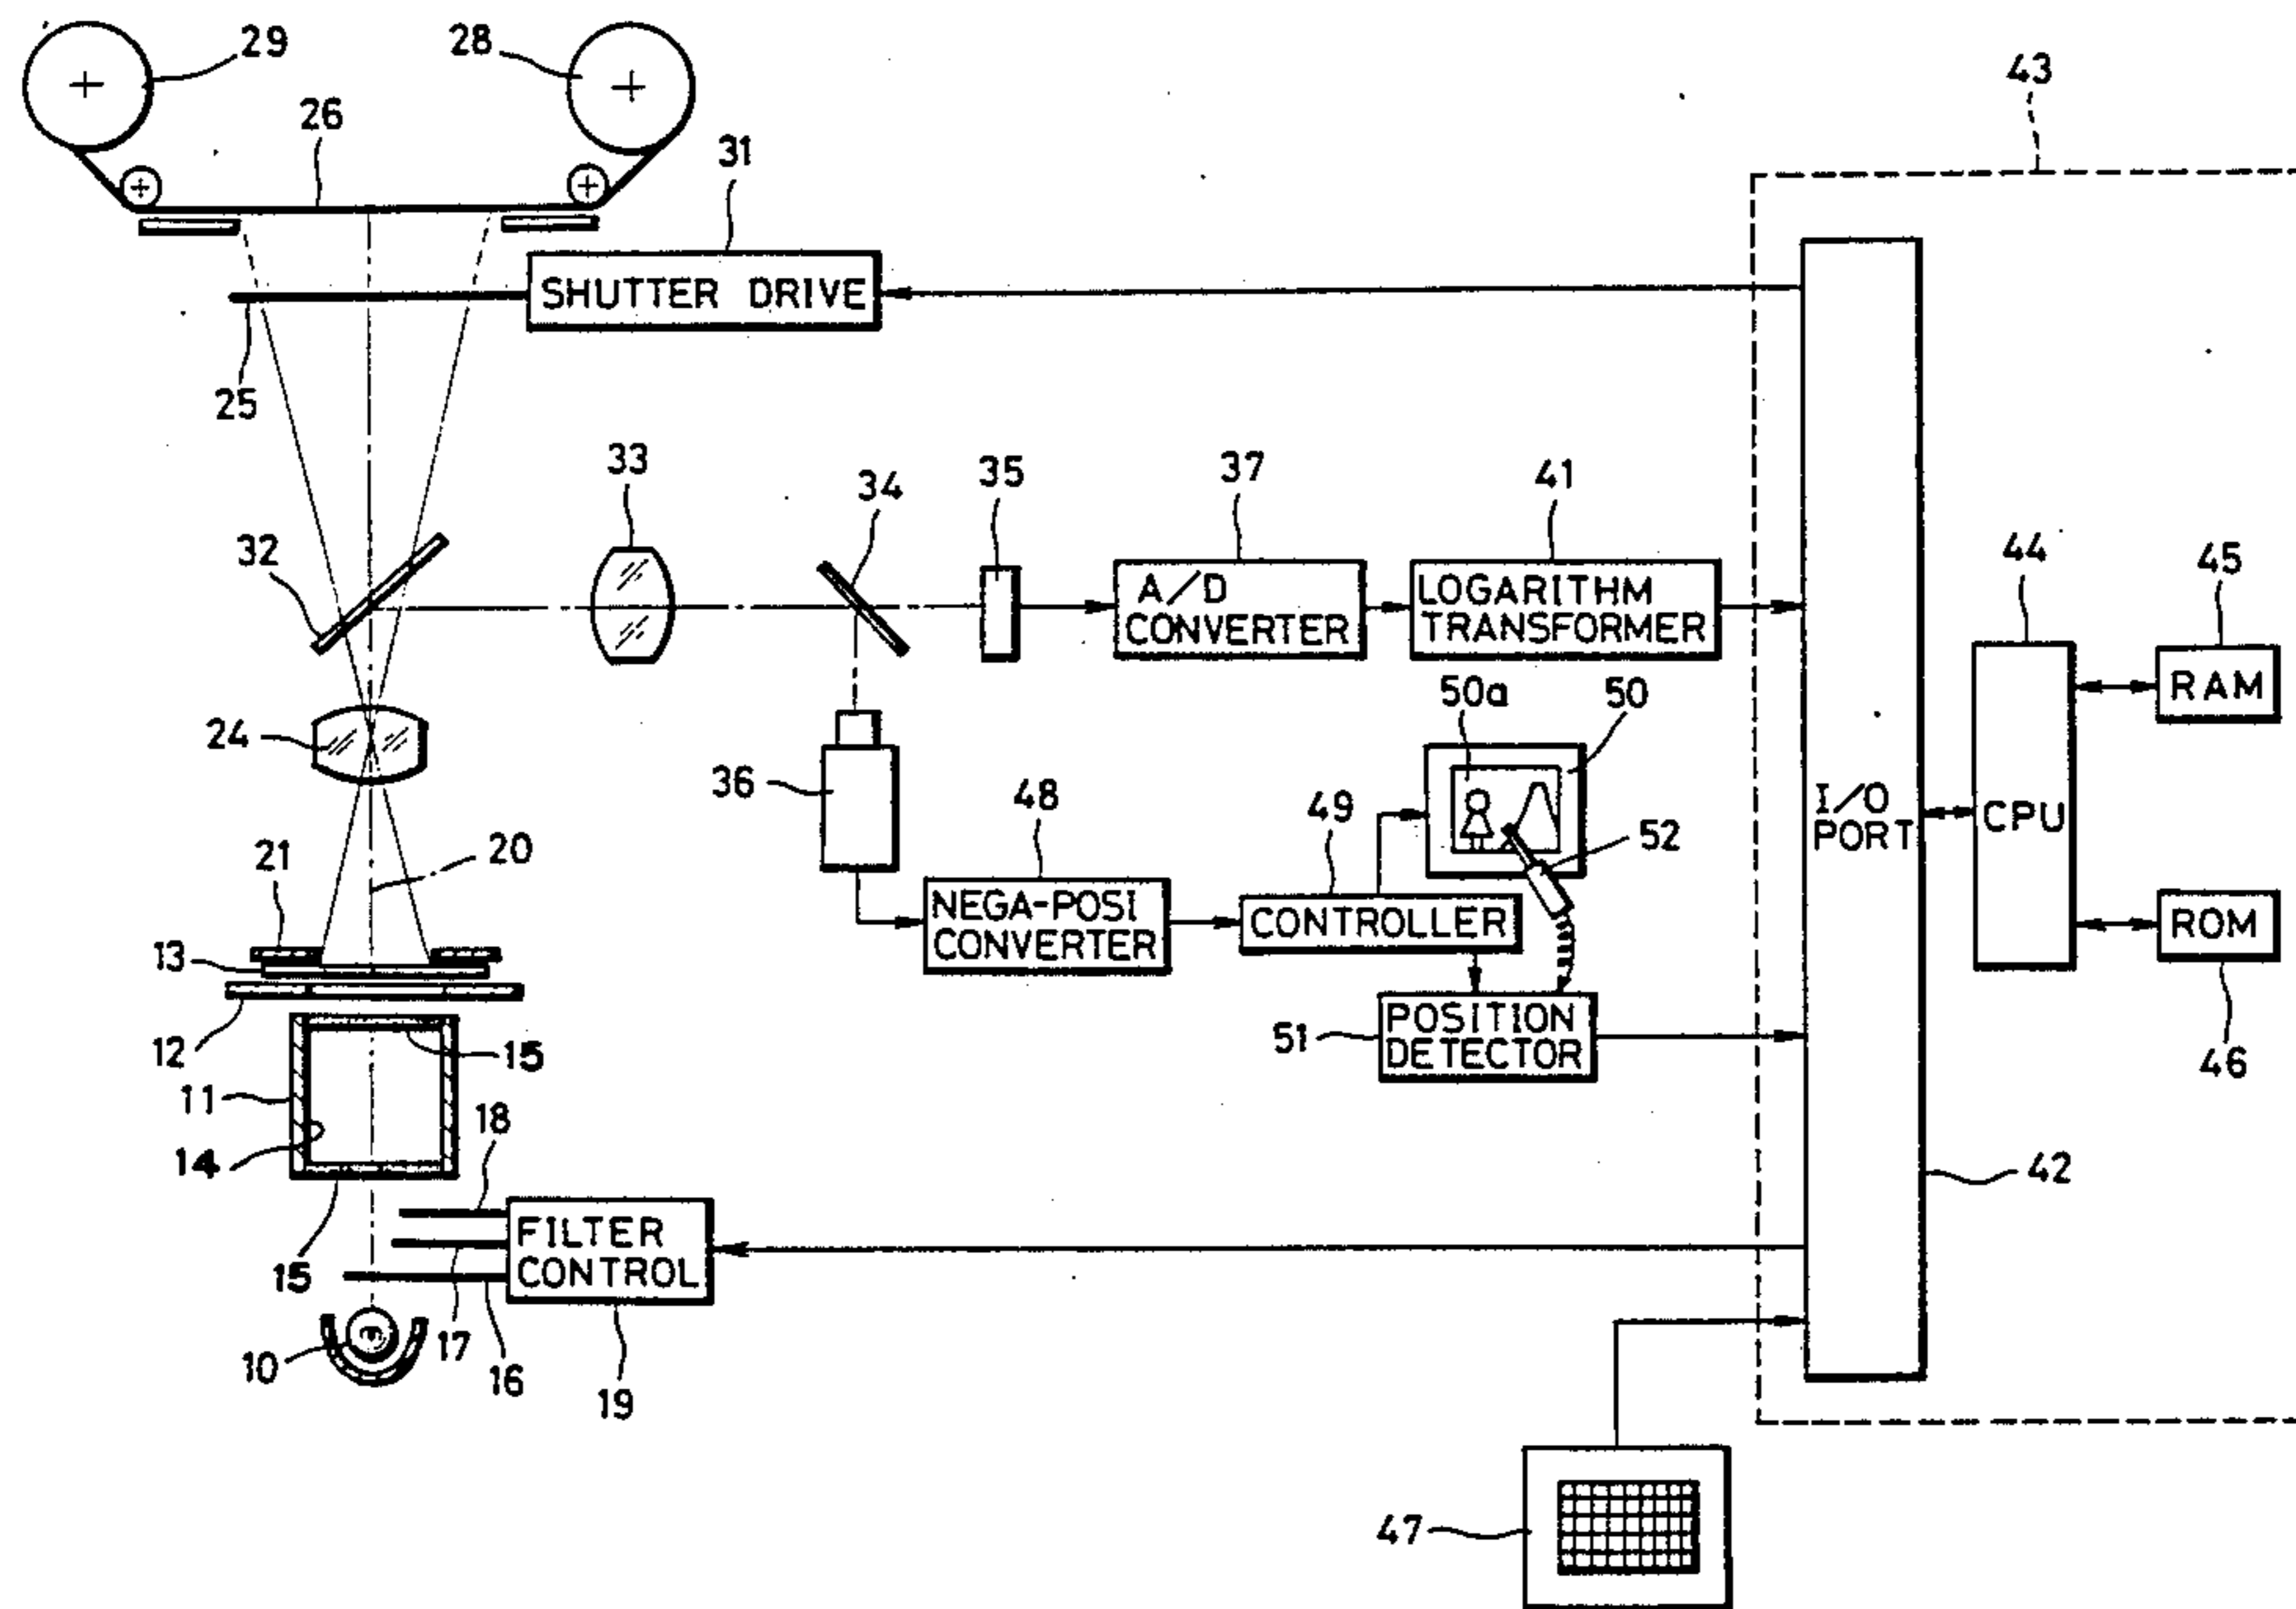 29
28
26
31
43
SHUTTER DRIVE
25
33
34
35
37
41
32
A/D
CONVERTER
LOGARITHM
TRANSFORMER
44
45
RAM
24
50a
50
36
48
49
52
I/O
PORT
CPU
21
20
13
NEGA-POSI
CONVERTER
CONTROLLER
ROM
46
12
15
51
POSITION
DETECTOR
11
14
18
42
15
FILTER
CONTROL
10
17
16
19
47